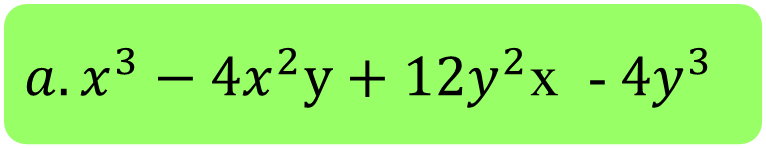 a. x³ − 4x²y + 12y²x - 4y³